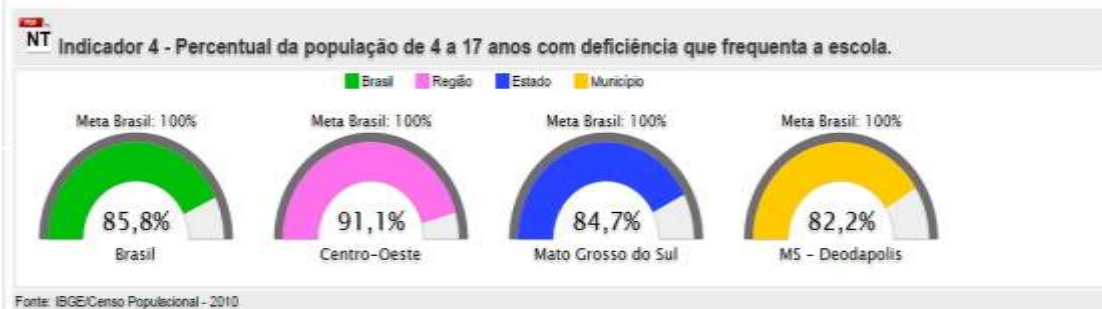 PDF
NT Indicador 4 - Percentual da população de 4 a 17 anos com deficiência que frequenta a escola.
Brasil Região Estado Município
Meta Brasil: 100% Meta Brasil: 100% Meta Brasil: 100% Meta Brasil: 100%
85,8% 91,1% 84,7% 82,2%
Brasil Centro-Oeste Mato Grosso do Sul MS - Deodapolis
Fonte: IBGE/Censo Populacional - 2010